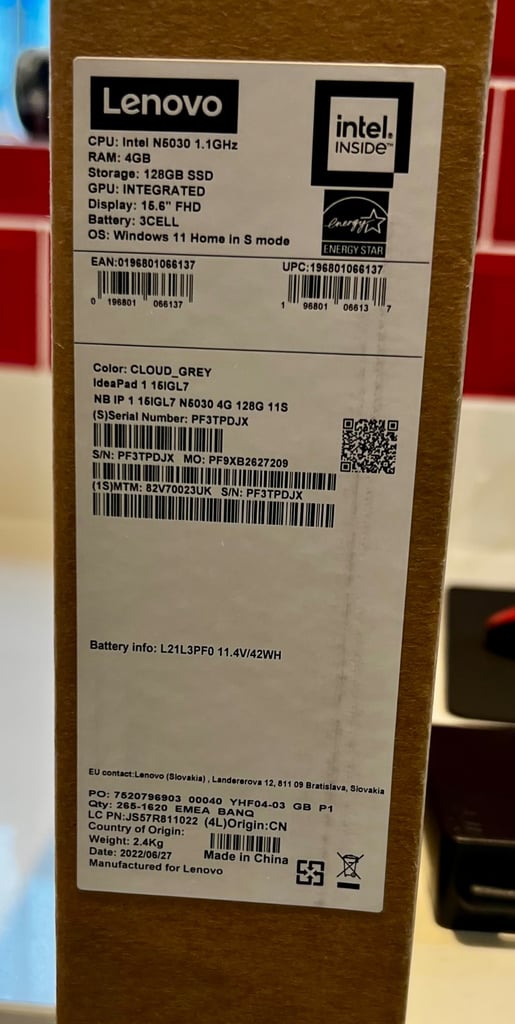 Lenovo
intel.
INSIDE™
CPU: Intel N5030 1.1GHz
RAM: 4GB
Storage: 128GB SSD
GPU: INTEGRATED
Display: 15.6" FHD
Battery: 3CELL
OS: Windows 11 Home in S mode
energy
ENERGY STAR
EAN:0196801066137
UPC:196801066137
0 196801 066137
1 96801 06613 7
Color: CLOUD_GREY
IdeaPad 1 15IGL7
NB IP 1 15IGL7 N5030 4G 128G 11S
(S)Serial Number: PF3TPDJX
S/N: PF3TPDJX MO: PF9XB2627209
(1S)MTM: 82V70023UK S/N: PF3TPDJX
Battery info: L21L3PF0 11.4V/42WH
EU contact:Lenovo (Slovakia) , Landererova 12, 811 09 Bratislava, Slovakia
PO: 7520796903 00040 YHF04-03 GB P1
Qty: 265-1620 EMEA BANQ
LC PN:JS57R811022 (4L)Origin:CN
Country of Origin:
Weight: 2.4Kg
Made in China
Date: 2022/06/27
Manufactured for Lenovo